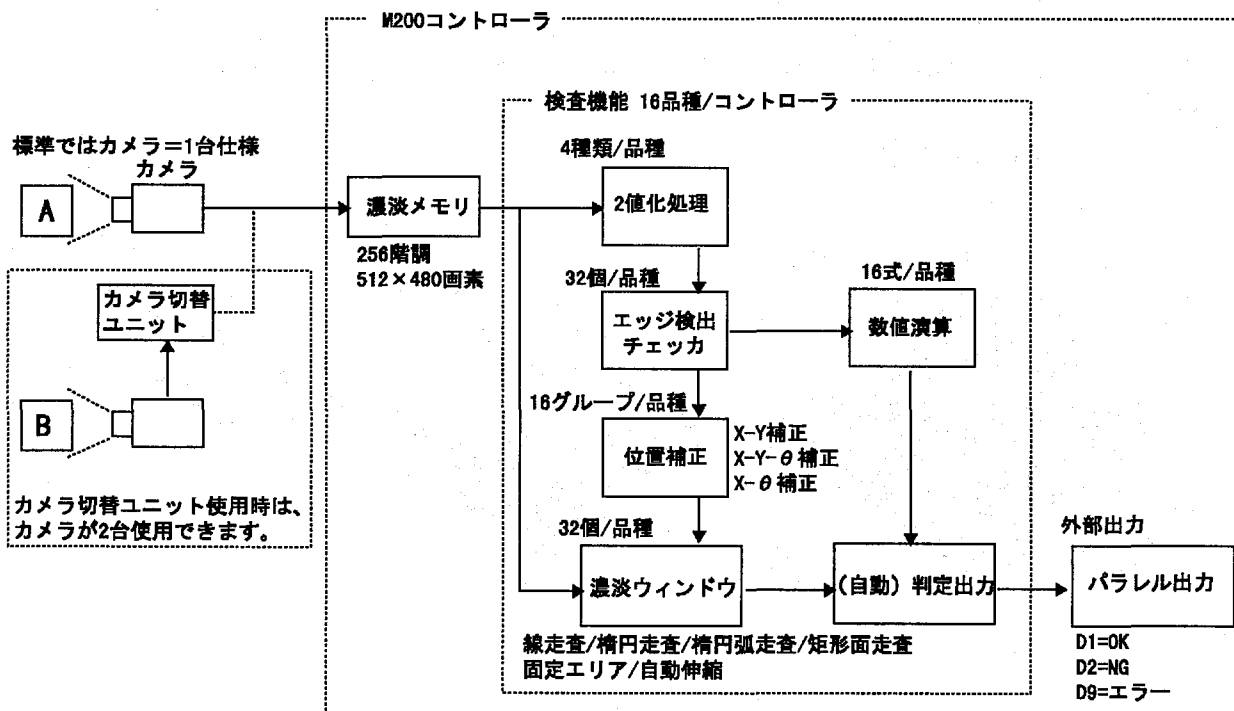 M200コントローラ
検査機能 16品種/コントローラ
標準ではカメラ=1台仕様
カメラ
A
濃淡メモリ
256階調
512×480画素
4種類/品種
2値化処理
32個/品種
エッジ検出
チェッカ
16式/品種
数値演算
カメラ切替
ユニット
B
カメラ切替ユニット使用時は、
カメラが2台使用できます。
16グループ/品種
位置補正
X-Y補正
X-Y-θ補正
X-θ補正
32個/品種
濃淡ウィンドウ
(自動)判定出力
外部出力
パラレル出力
線走査/楕円走査/楕円弧走査/矩形面走査
固定エリア/自動伸縮
D1=OK
D2=NG
D9=エラー